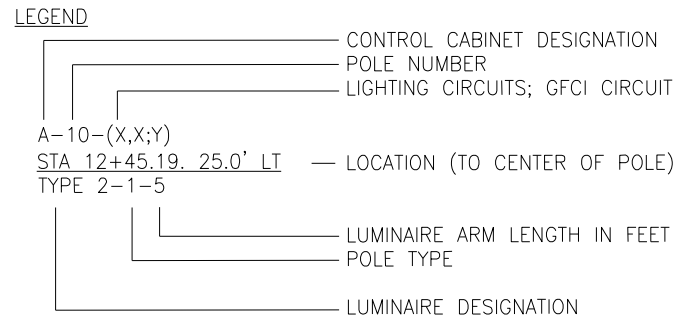 LEGEND
CONTROL CABINET DESIGNATION
POLE NUMBER
LIGHTING CIRCUITS; GFCI CIRCUIT
A-10-(X,X;Y)
STA 12+45.19. 25.0' LT — LOCATION (TO CENTER OF POLE)
TYPE 2-1-5
LUMINAIRE ARM LENGTH IN FEET
POLE TYPE
LUMINAIRE DESIGNATION